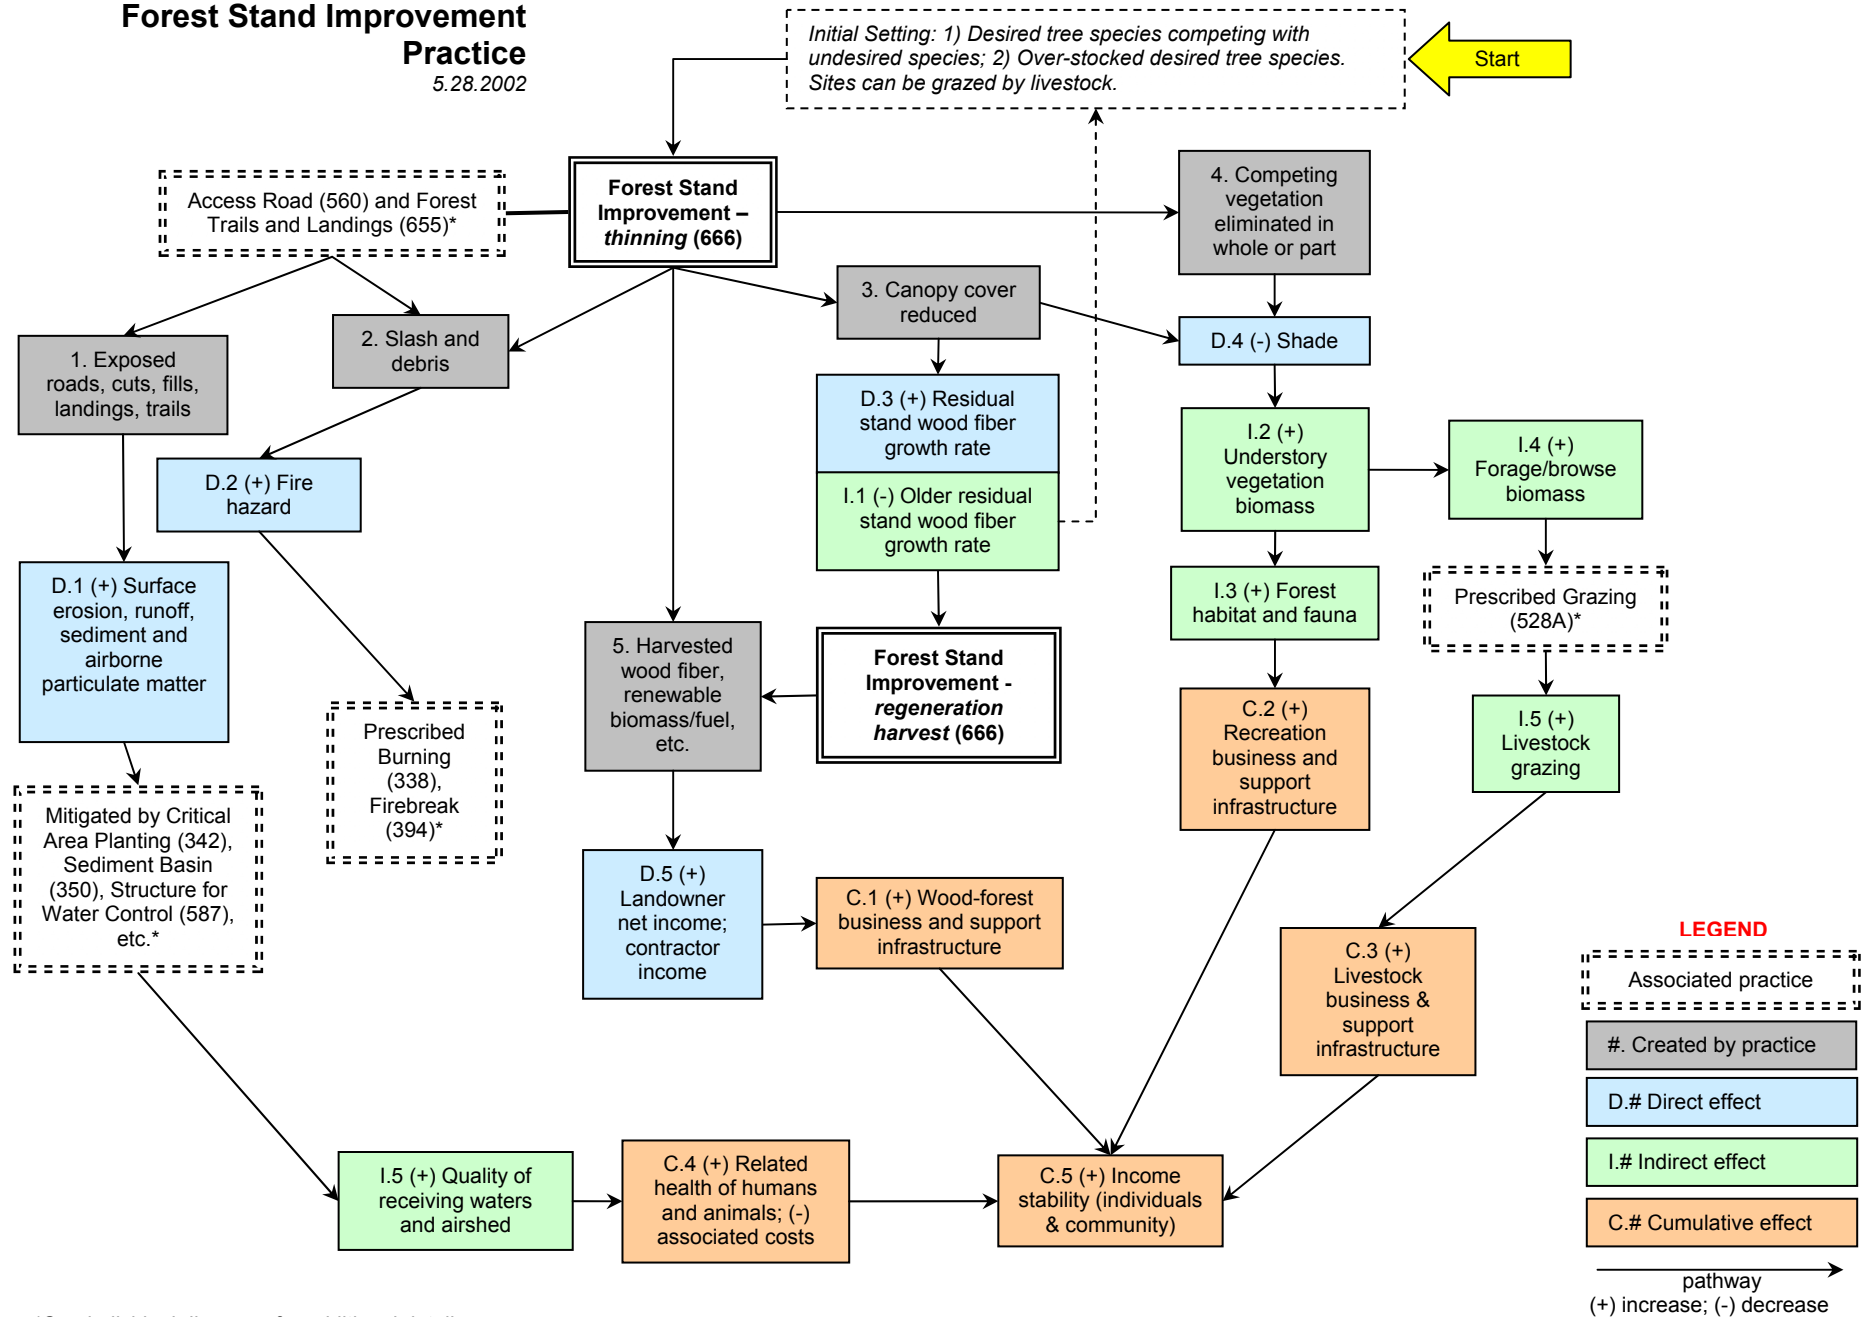 Forest Stand Improvement
Practice
5.28.2002
Initial Setting: 1) Desired tree species competing with
undesired species; 2) Over-stocked desired tree species.
Sites can be grazed by livestock.
Start
Access Road (560) and Forest
Trails and Landings (655)*
Forest Stand
Improvement –
thinning (666)
4. Competing
vegetation
eliminated in
whole or part
3. Canopy cover
reduced
2. Slash and
debris
1. Exposed
roads, cuts, fills,
landings, trails
D.4 (-) Shade
D.3 (+) Residual
stand wood fiber
growth rate
I.1 (-) Older residual
stand wood fiber
growth rate
I.2 (+)
Understory
vegetation
biomass
I.4 (+)
Forage/browse
biomass
D.2 (+) Fire
hazard
D.1 (+) Surface
erosion, runoff,
sediment and
airborne
particulate matter
I.3 (+) Forest
habitat and fauna
Prescribed Grazing
(528A)*
5. Harvested
wood fiber,
renewable
biomass/fuel,
etc.
Forest Stand
Improvement -
regeneration
harvest (666)
C.2 (+)
Recreation
business and
support
infrastructure
I.5 (+)
Livestock
grazing
Prescribed
Burning
(338),
Firebreak
(394)*
Mitigated by Critical
Area Planting (342),
Sediment Basin
(350), Structure for
Water Control (587),
etc.*
D.5 (+)
Landowner
net income;
contractor
income
C.1 (+) Wood-forest
business and support
infrastructure
C.3 (+)
Livestock
business &
support
infrastructure
I.5 (+) Quality of
receiving waters
and airshed
C.4 (+) Related
health of humans
and animals; (-)
associated costs
C.5 (+) Income
stability (individuals
& community)
LEGEND
Associated practice
#. Created by practice
D.# Direct effect
I.# Indirect effect
C.# Cumulative effect
pathway
(+) increase; (-) decrease